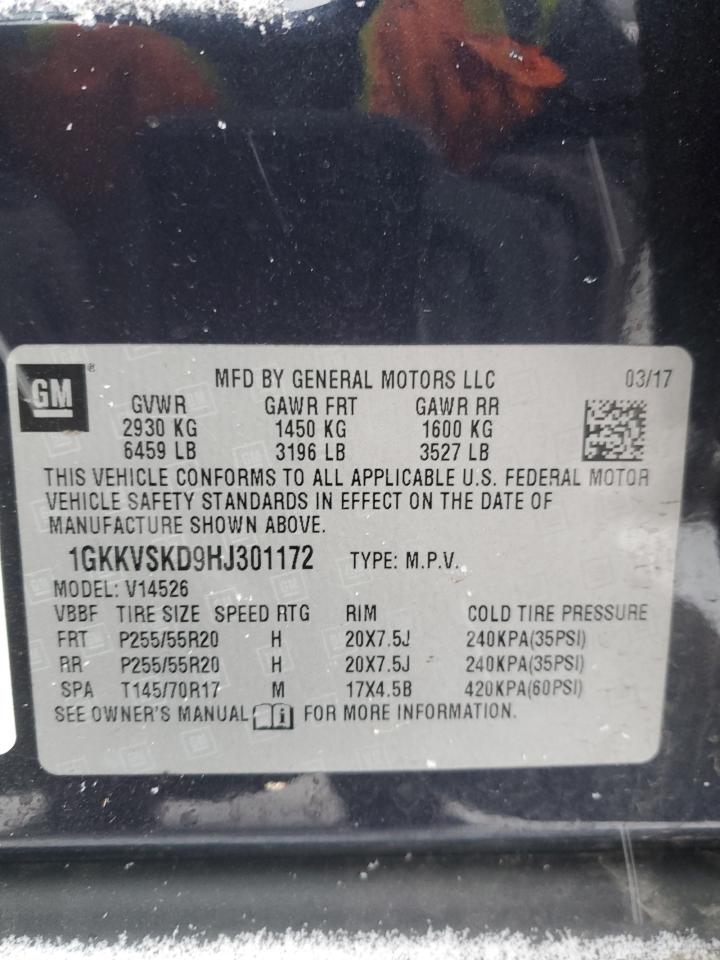 GM ®
MFD BY GENERAL MOTORS LLC 03/17
GVWR GAWR FRT GAWR RR
2930 KG 1450 KG 1600 KG
6459 LB 3196 LB 3527 LB
THIS VEHICLE CONFORMS TO ALL APPLICABLE U.S. FEDERAL MOTOR
VEHICLE SAFETY STANDARDS IN EFFECT ON THE DATE OF
MANUFACTURE SHOWN ABOVE.
1GKKVSKD9HJ301172 TYPE: M.P.V.
MODEL: V14526
VBBF TIRE SIZE SPEED RTG RIM COLD TIRE PRESSURE
FRT P255/55R20 H 20X7.5J 240KPA(35PSI)
RR P255/55R20 H 20X7.5J 240KPA(35PSI)
SPA T145/70R17 M 17X4.5B 420KPA(60PSI)
SEE OWNER'S MANUAL i FOR MORE INFORMATION.